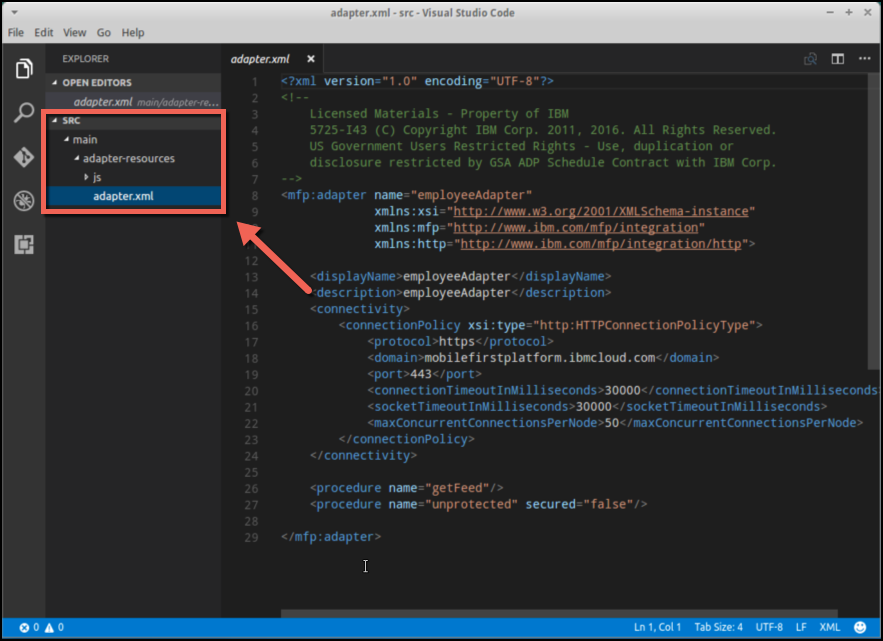 adapter.xml - src - Visual Studio Code
File Edit View Go Help
EXPLORER
OPEN EDITORS
adapter.xml main/adapter-re...
SRC
main
adapter-resources
js
adapter.xml
adapter.xml
1 <?xml version="1.0" encoding="UTF-8"?>
2 <!--
3 Licensed Materials - Property of IBM
4 5725-I43 (C) Copyright IBM Corp. 2011, 2016. All Rights Reserved.
5 US Government Users Restricted Rights - Use, duplication or
6 disclosure restricted by GSA ADP Schedule Contract with IBM Corp.
7 -->
8 <mfp:adapter name="employeeAdapter"
9 xmlns:xsi="http://www.w3.org/2001/XMLSchema-instance"
xmlns:mfp="http://www.ibm.com/mfp/integration"
xmlns:http="http://www.ibm.com/mfp/integration/http">
12
13 <displayName>employeeAdapter</displayName>
14 <description>employeeAdapter</description>
15 <connectivity>
16 <connectionPolicy xsi:type="http:HTTPConnectionPolicyType">
17 <protocol>https</protocol>
18 <domain>mobilefirstplatform.ibmcloud.com</domain>
19 <port>443</port>
20 <connectionTimeoutInMilliseconds>30000</connectionTimeoutInMilliseconds>
21 <socketTimeoutInMilliseconds>30000</socketTimeoutInMilliseconds>
22 <maxConcurrentConnectionsPerNode>50</maxConcurrentConnectionsPerNode>
23 </connectionPolicy>
24 </connectivity>
25
26 <procedure name="getFeed"/>
27 <procedure name="unprotected" secured="false"/>
28
29 </mfp:adapter>
0 0 Ln 1, Col 1 Tab Size: 4 UTF-8 LF XML